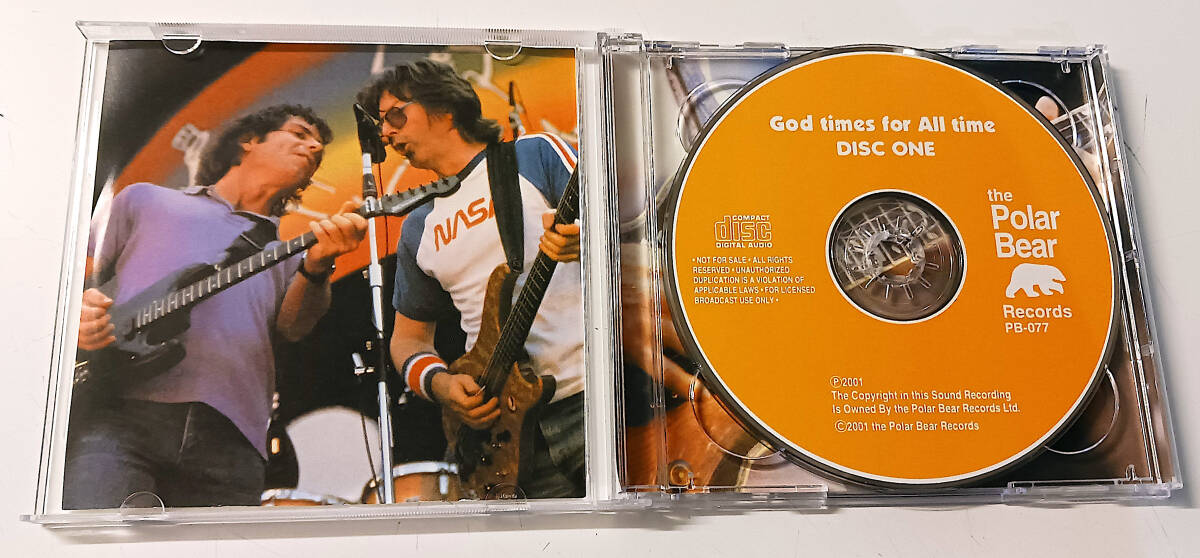 NASA
God times for All time
DISC ONE
COMPACT
disc
DIGITAL AUDIO
• NOT FOR SALE • ALL RIGHTS
RESERVED • UNAUTHORIZED
DUPLICATION IS A VIOLATION OF
APPLICABLE LAWS • FOR LICENSED
BROADCAST USE ONLY •
the
Polar
Bear
Records
PB-077
Ⓟ2001
The Copyright in this Sound Recording
Is Owned By the Polar Bear Records Ltd.
©2001 the Polar Bear Records